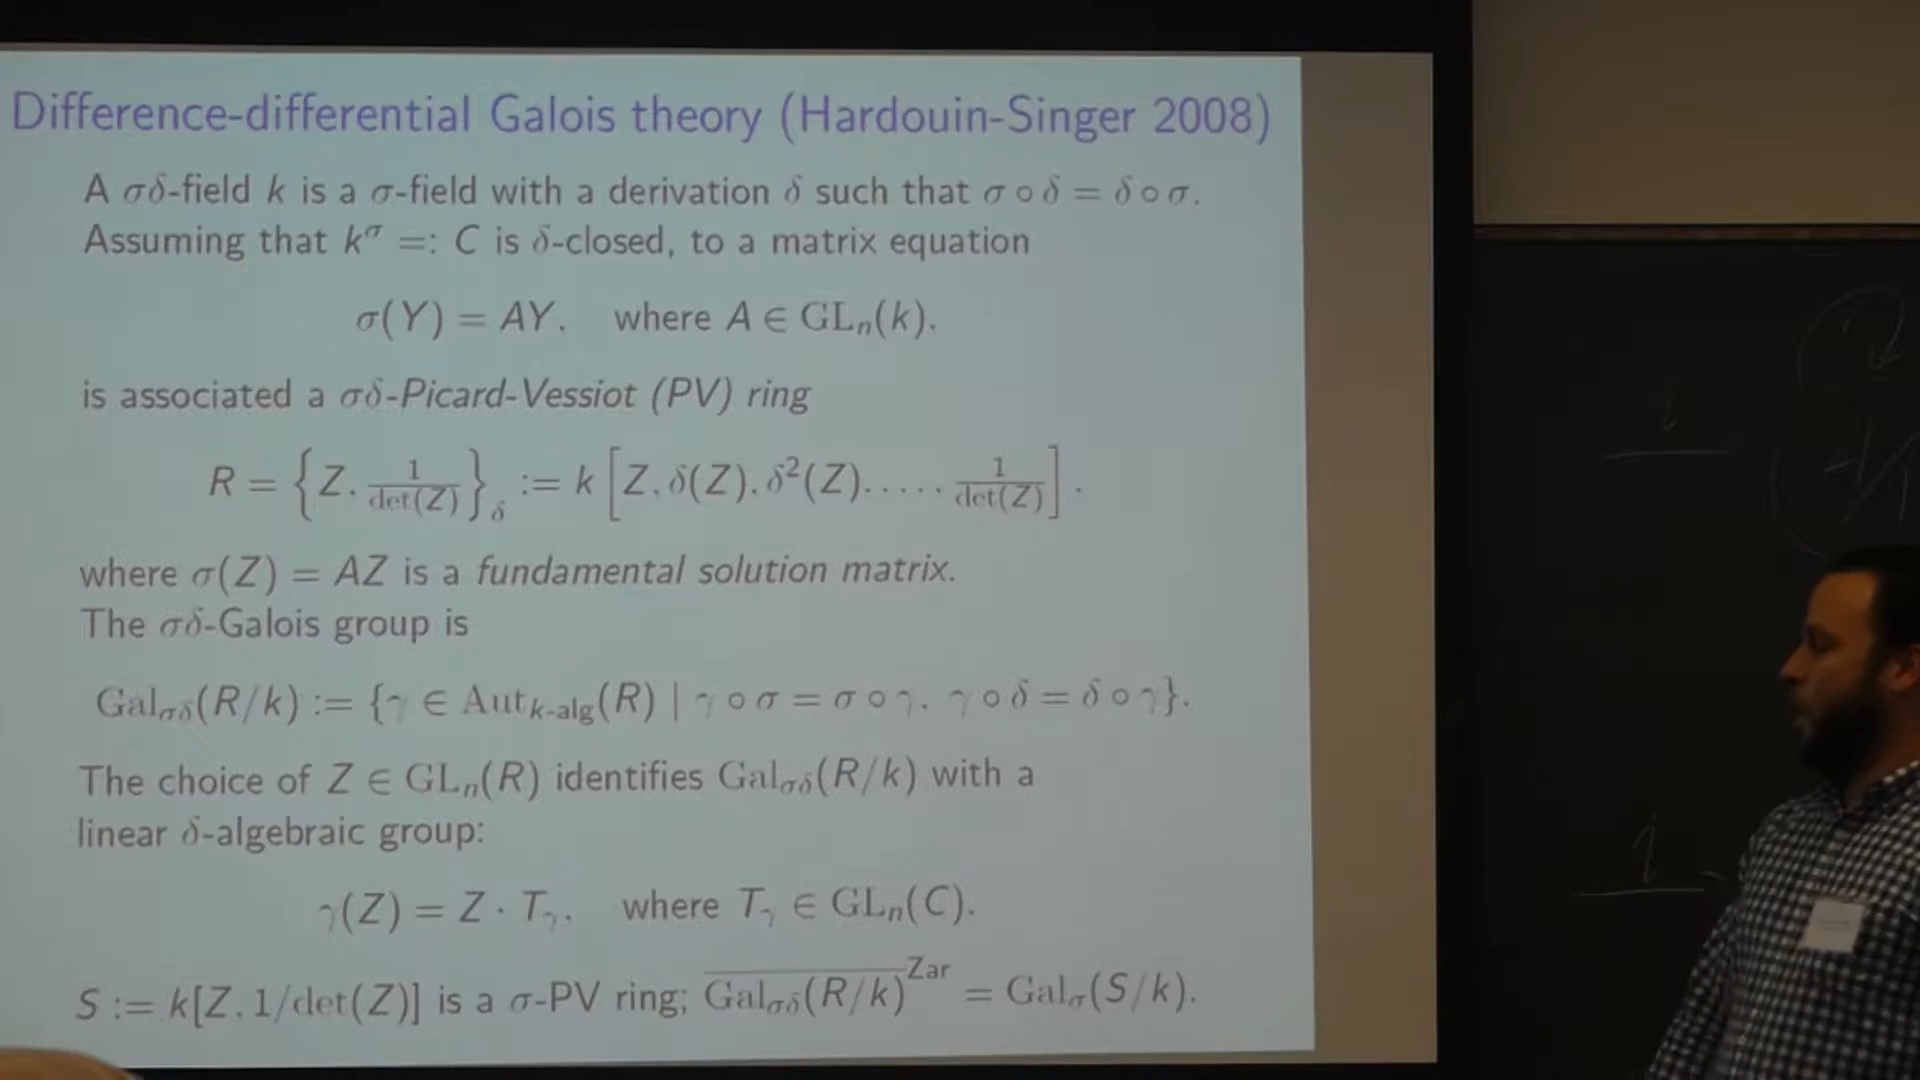 Difference-differential Galois theory (Hardouin-Singer 2008)
A σδ-field k is a σ-field with a derivation δ such that σ ∘ δ = δ ∘ σ.
Assuming that k^σ =: C is δ-closed, to a matrix equation
σ(Y) = AY, where A ∈ GL_n(k),
is associated a σδ-Picard-Vessiot (PV) ring
R = {Z, 1/det(Z)}_δ := k[Z, δ(Z), δ²(Z), . . . , 1/det(Z)],
where σ(Z) = AZ is a fundamental solution matrix.
The σδ-Galois group is
Gal_σδ(R/k) := {γ ∈ Aut_k-alg(R) | γ ∘ σ = σ ∘ γ, γ ∘ δ = δ ∘ γ}.
The choice of Z ∈ GL_n(R) identifies Gal_σδ(R/k) with a
linear δ-algebraic group:
γ(Z) = Z · T_γ, where T_γ ∈ GL_n(C).
S := k[Z, 1/det(Z)] is a σ-PV ring; \overline{Gal_σδ(R/k)}^Zar = Gal_σ(S/k).